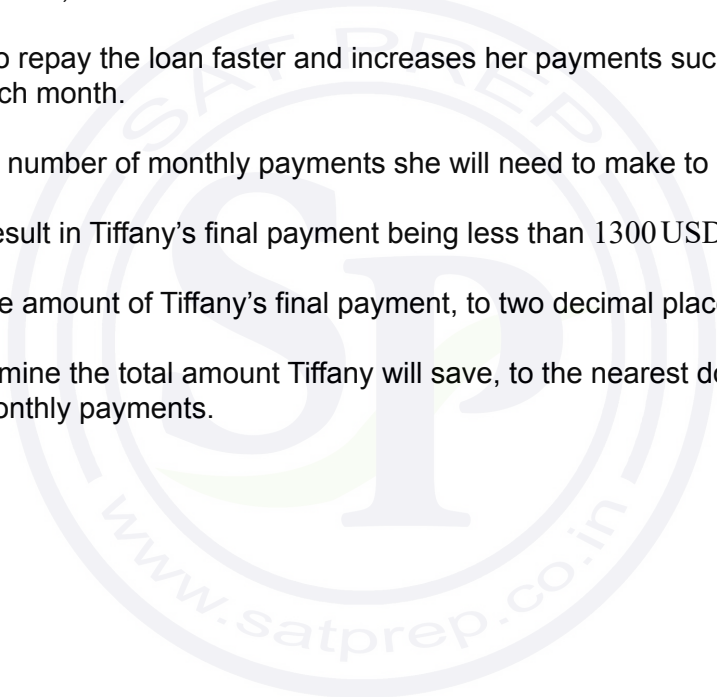 o repay the loan faster and increases her payments suc
ch month.
number of monthly payments she will need to make to
esult in Tiffany’s final payment being less than 1300 USD
e amount of Tiffany’s final payment, to two decimal plac
mine the total amount Tiffany will save, to the nearest do
onthly payments.
SAT PREP
SP
www.satprep.co.in